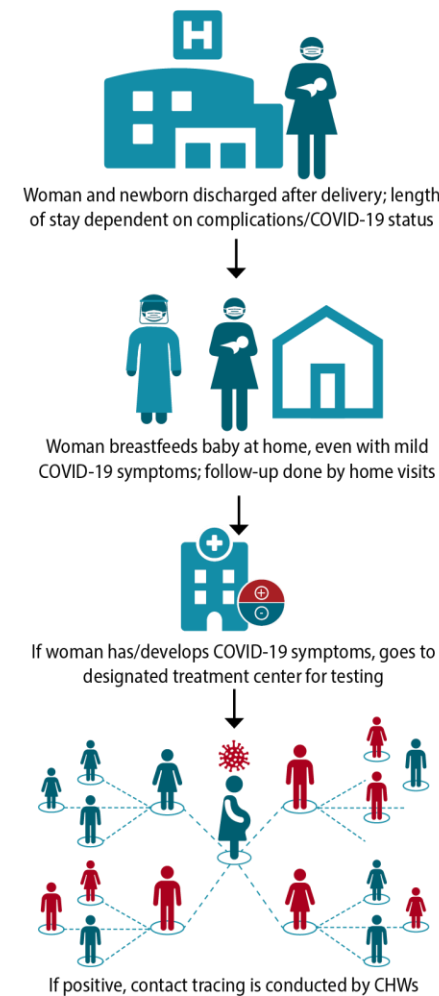 H
Woman and newborn discharged after delivery; length
of stay dependent on complications/COVID-19 status
Woman breastfeeds baby at home, even with mild
COVID-19 symptoms; follow-up done by home visits
If woman has/develops COVID-19 symptoms, goes to
designated treatment center for testing
If positive, contact tracing is conducted by CHWs